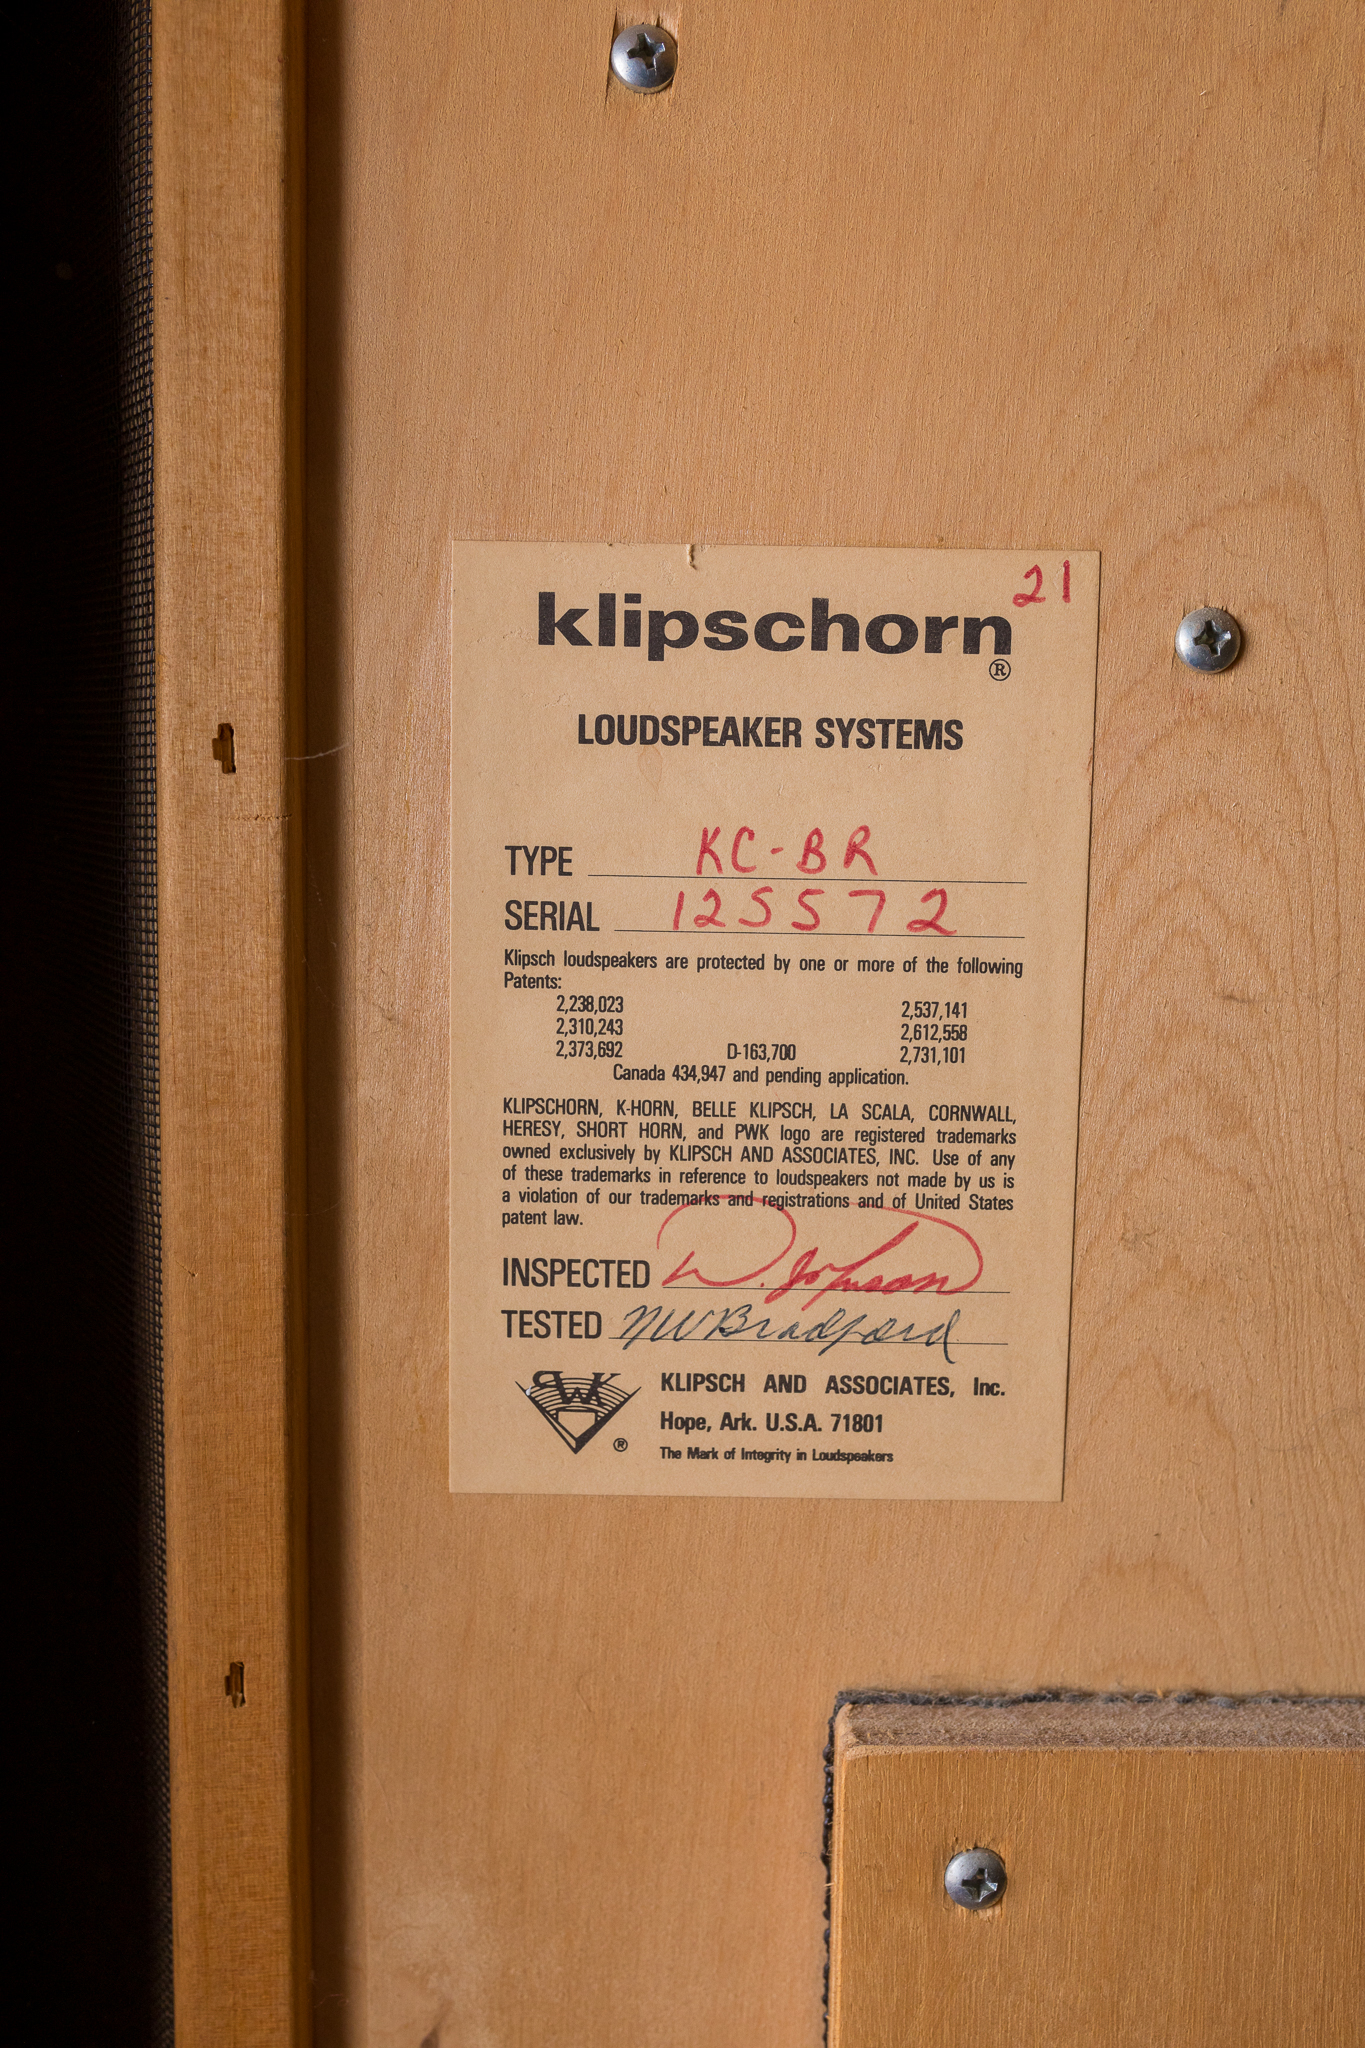 21
klipschorn®
LOUDSPEAKER SYSTEMS
TYPE KC-BR
SERIAL 125572
Klipsch loudspeakers are protected by one or more of the following
Patents:
2,238,023 2,537,141
2,310,243 2,612,558
2,373,692 D-163,700 2,731,101
Canada 434,947 and pending application.
KLIPSCHORN, K-HORN, BELLE KLIPSCH, LA SCALA, CORNWALL,
HERESY, SHORT HORN, and PWK logo are registered trademarks
owned exclusively by KLIPSCH AND ASSOCIATES, INC. Use of any
of these trademarks in reference to loudspeakers not made by us is
a violation of our trademarks and registrations and of United States
patent law.
INSPECTED D. Johnson
TESTED NW Bradford
PWK ®
KLIPSCH AND ASSOCIATES, Inc.
Hope, Ark. U.S.A. 71801
The Mark of Integrity in Loudspeakers